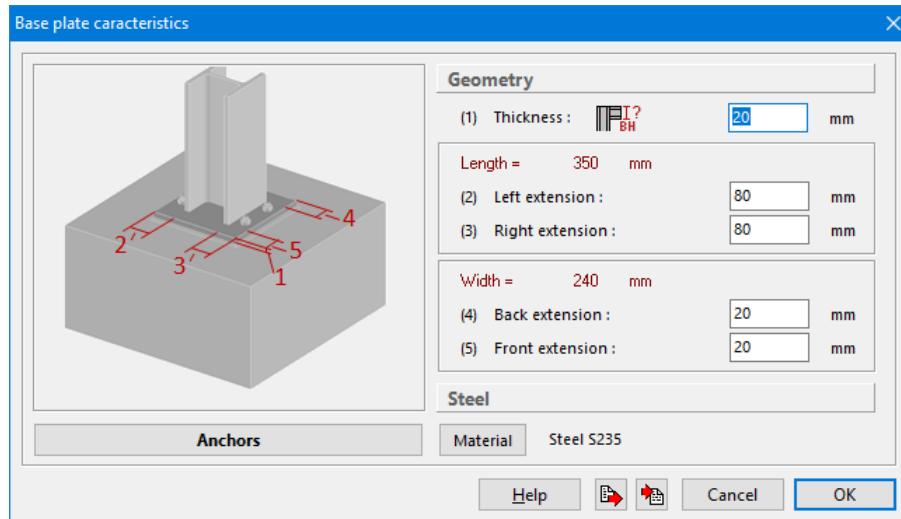 Base plate caracteristics
Geometry
(1) Thickness : I? BH 20 mm
Length = 350 mm
(2) Left extension : 80 mm
(3) Right extension : 80 mm
Width = 240 mm
(4) Back extension : 20 mm
(5) Front extension : 20 mm
Steel
Material Steel S235
2
3
1
5
4
Anchors
Help Cancel OK